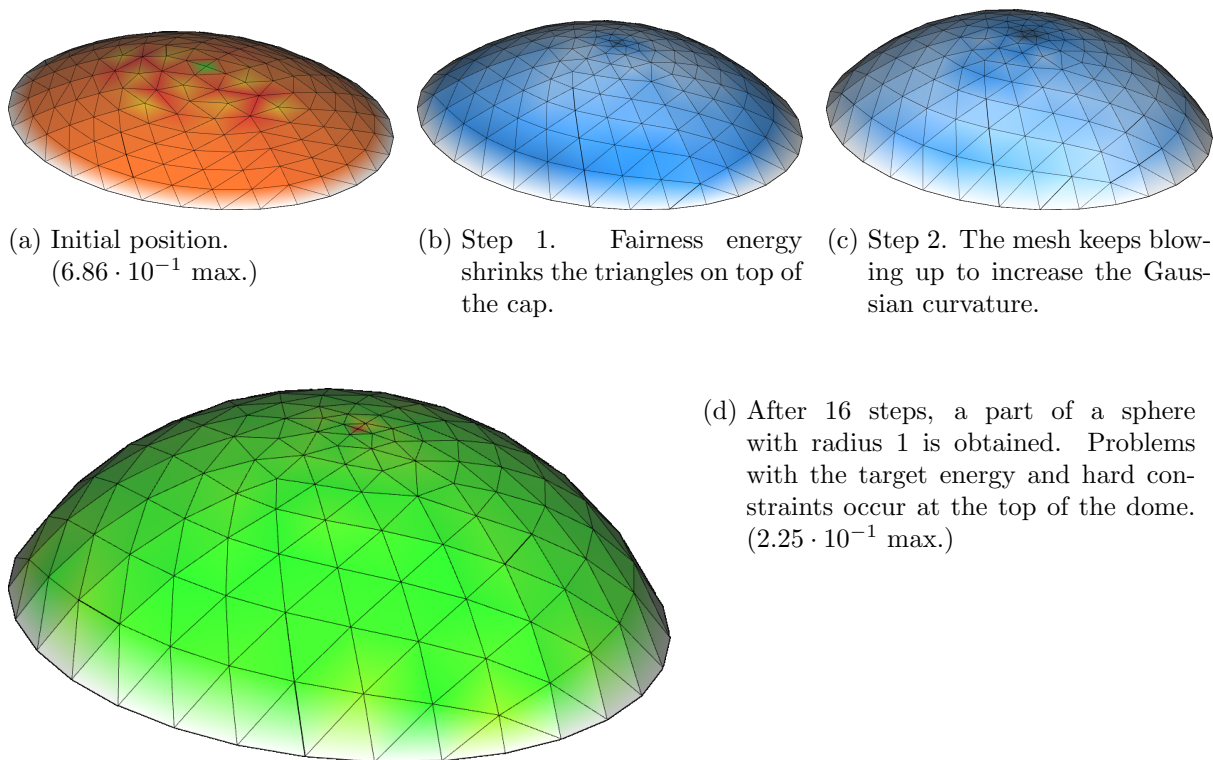 (a) Initial position.
(6.86 · 10⁻¹ max.)
(b) Step 1. Fairness energy
shrinks the triangles on top of
the cap.
(c) Step 2. The mesh keeps blow-
ing up to increase the Gaus-
sian curvature.
(d) After 16 steps, a part of a sphere
with radius 1 is obtained. Problems
with the target energy and hard con-
straints occur at the top of the dome.
(2.25 · 10⁻¹ max.)